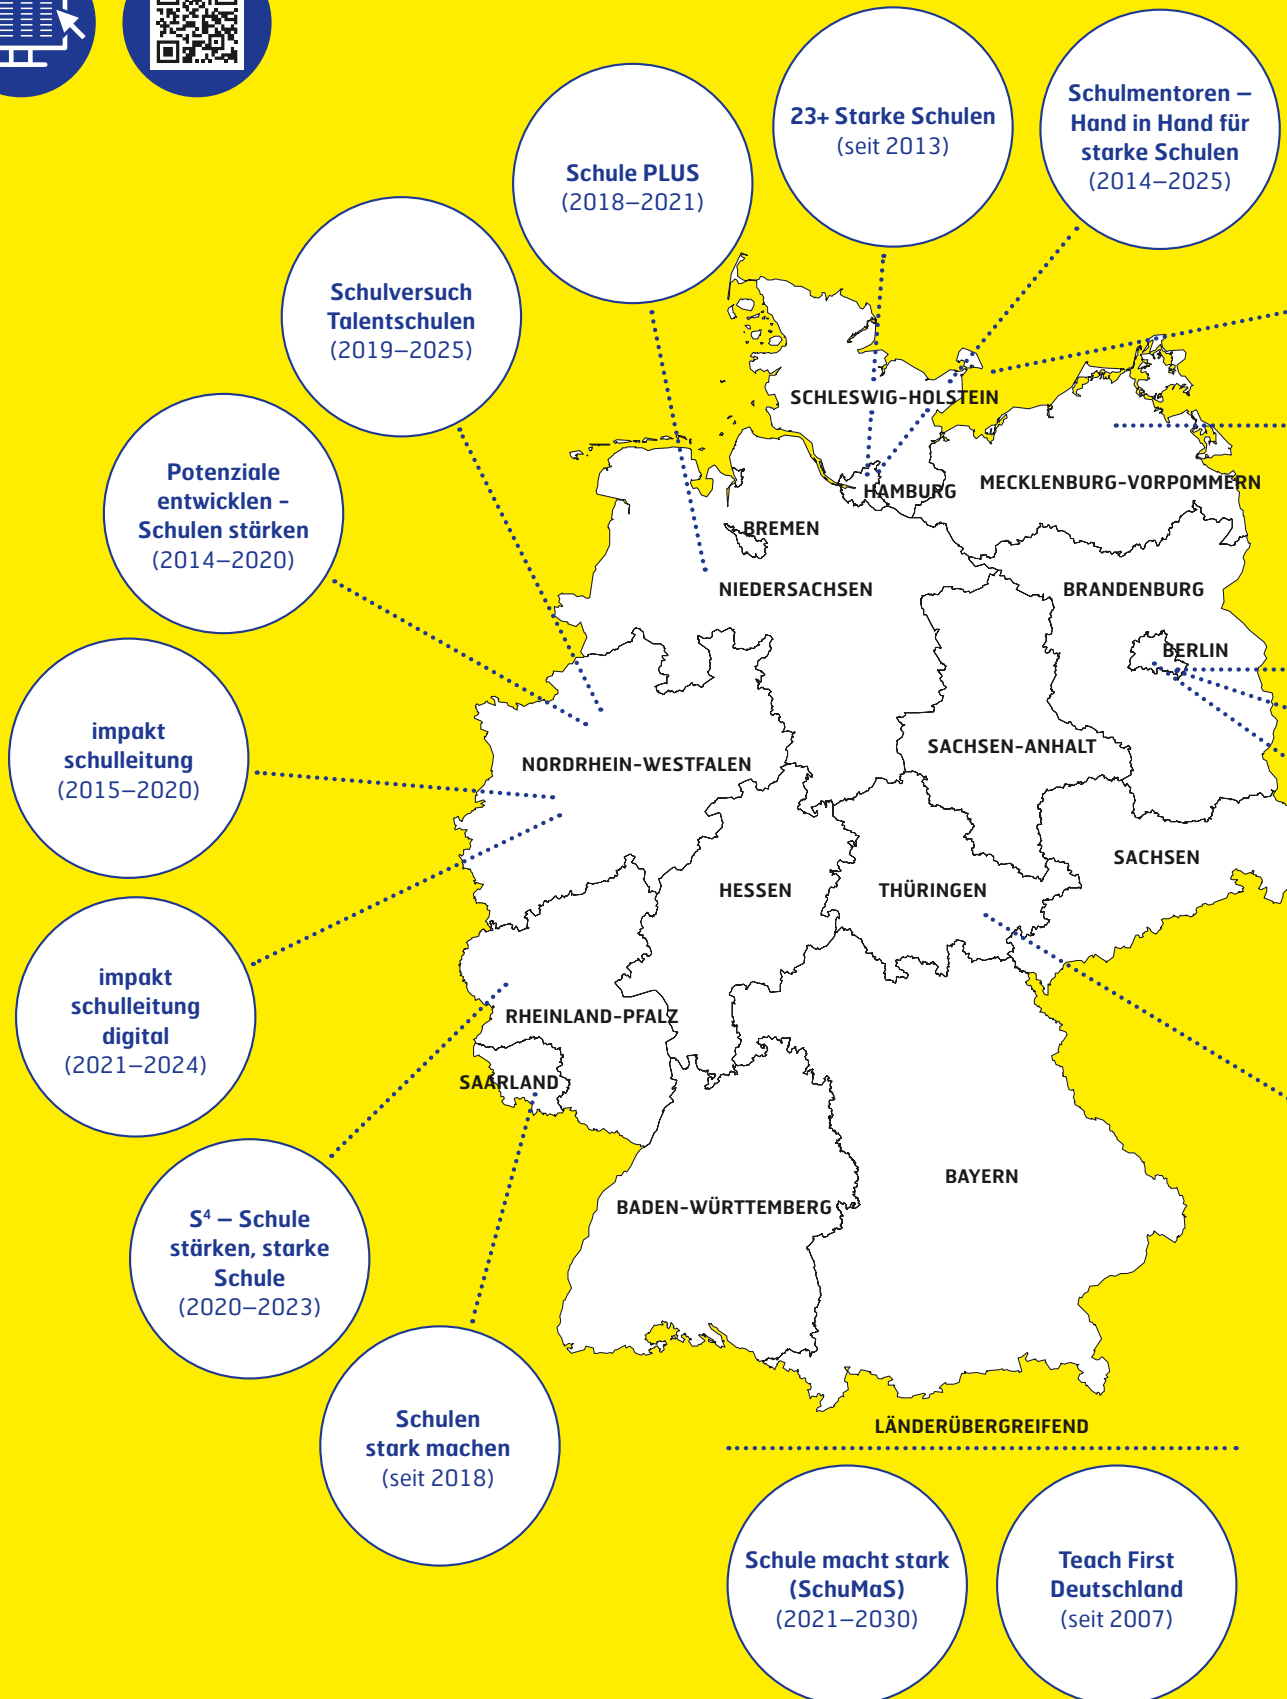 23+ Starke Schulen
(seit 2013)
Schulmentoren –
Hand in Hand für
starke Schulen
(2014–2025)
Schule PLUS
(2018–2021)
Schulversuch
Talentschulen
(2019–2025)
Potenziale
entwicklen -
Schulen stärken
(2014–2020)
impakt
schulleitung
(2015–2020)
impakt
schulleitung
digital
(2021–2024)
S⁴ – Schule
stärken, starke
Schule
(2020–2023)
Schulen
stark machen
(seit 2018)
SCHLESWIG-HOLSTEIN
HAMBURG
MECKLENBURG-VORPOMMERN
BREMEN
NIEDERSACHSEN
BRANDENBURG
BERLIN
SACHSEN-ANHALT
NORDRHEIN-WESTFALEN
SACHSEN
HESSEN
THÜRINGEN
RHEINLAND-PFALZ
SAARLAND
BAYERN
BADEN-WÜRTTEMBERG
LÄNDERÜBERGREIFEND
Schule macht stark
(SchuMaS)
(2021–2030)
Teach First
Deutschland
(seit 2007)